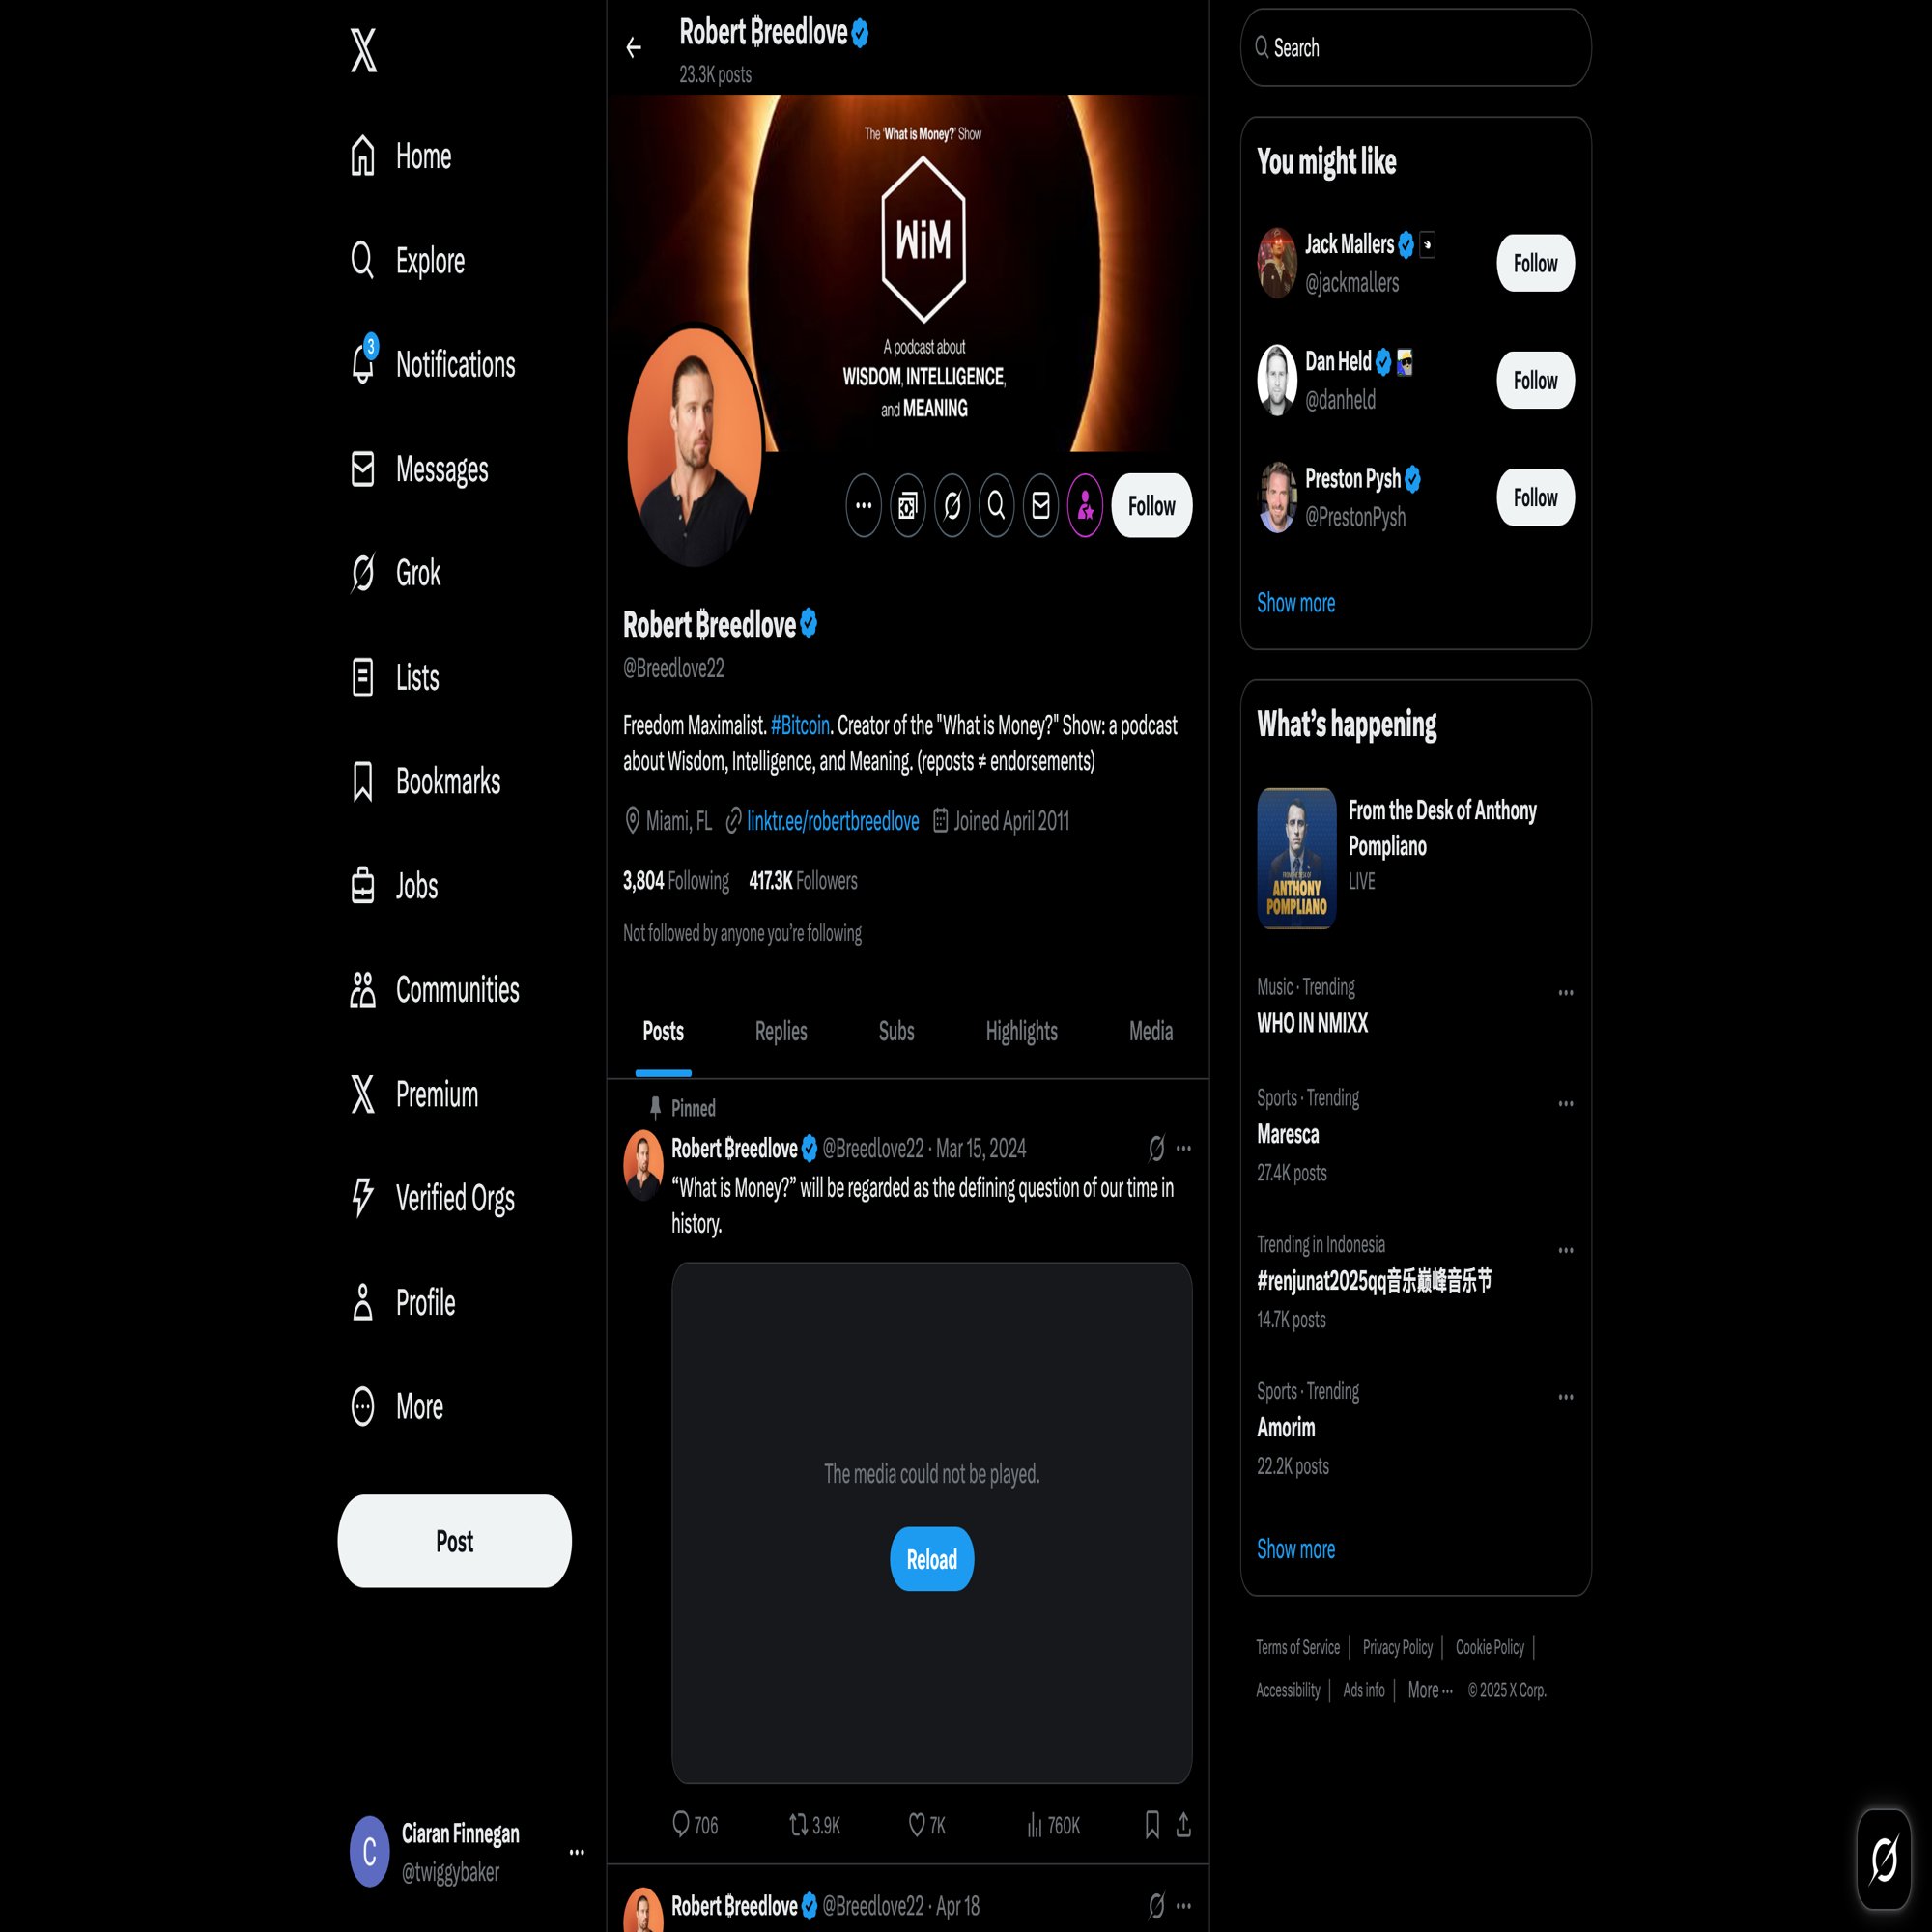 Home
Explore
3
Notifications
Messages
Grok
Lists
Bookmarks
Jobs
Communities
Premium
Verified Orgs
Profile
More
Post
C
Ciaran Finnegan
@twiggybaker
Robert ₿reedlove
23.3K posts
The 'What is Money?' Show
WiM
A podcast about
WISDOM, INTELLIGENCE,
and MEANING
Follow
Robert ₿reedlove
@Breedlove22
Freedom Maximalist. #Bitcoin. Creator of the "What is Money?" Show: a podcast
about Wisdom, Intelligence, and Meaning. (reposts ≠ endorsements)
Miami, FL linktr.ee/robertbreedlove Joined April 2011
3,804 Following 417.3K Followers
Not followed by anyone you're following
Posts Replies Subs Highlights Media
Pinned
Robert ₿reedlove @Breedlove22 · Mar 15, 2024
“What is Money?” will be regarded as the defining question of our time in
history.
The media could not be played.
Reload
706 3.9K 7K 760K
Robert ₿reedlove @Breedlove22 · Apr 18
Search
You might like
Jack Mallers
@jackmallers
Follow
Dan Held
@danheld
Follow
Preston Pysh
@PrestonPysh
Follow
Show more
What’s happening
FROM THE DESK OF
ANTHONY
POMPLIANO
From the Desk of Anthony
Pompliano
LIVE
Music · Trending
WHO IN NMIXX
Sports · Trending
Maresca
27.4K posts
Trending in Indonesia
#renjunat2025qq音乐巅峰音乐节
14.7K posts
Sports · Trending
Amorim
22.2K posts
Show more
Terms of Service | Privacy Policy | Cookie Policy |
Accessibility | Ads info | More ··· © 2025 X Corp.